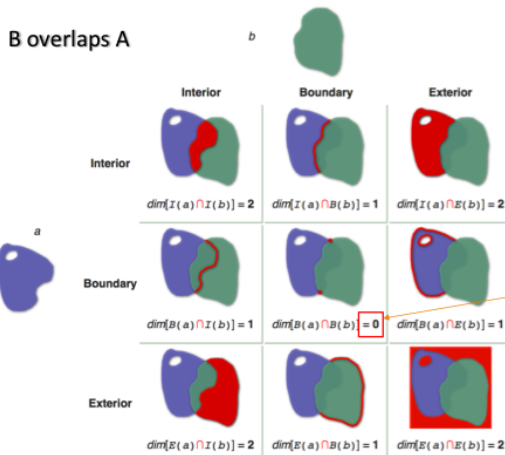 B overlaps A
b
Interior Boundary Exterior
Interior
dim[I(a)∩I(b)] = 2 dim[I(a)∩B(b)] = 1 dim[I(a)∩E(b)] = 2
a
Boundary
dim[B(a)∩I(b)] = 1 dim[B(a)∩B(b)] = 0 dim[B(a)∩E(b)] = 1
Exterior
dim[E(a)∩I(b)] = 2 dim[E(a)∩B(b)] = 1 dim[E(a)∩E(b)] = 2